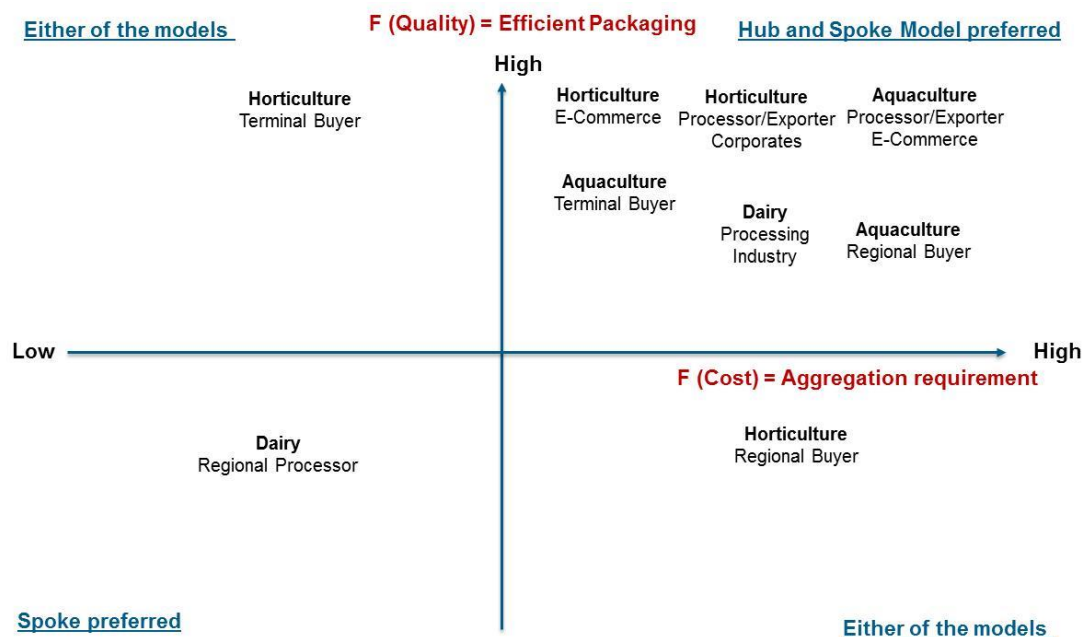 Either of the models
F (Quality) = Efficient Packaging
Hub and Spoke Model preferred
High
Horticulture
Terminal Buyer
Horticulture
E-Commerce
Horticulture
Processor/Exporter
Corporates
Aquaculture
Processor/Exporter
E-Commerce
Aquaculture
Terminal Buyer
Dairy
Processing
Industry
Aquaculture
Regional Buyer
Low
High
F (Cost) = Aggregation requirement
Dairy
Regional Processor
Horticulture
Regional Buyer
Spoke preferred
Either of the models